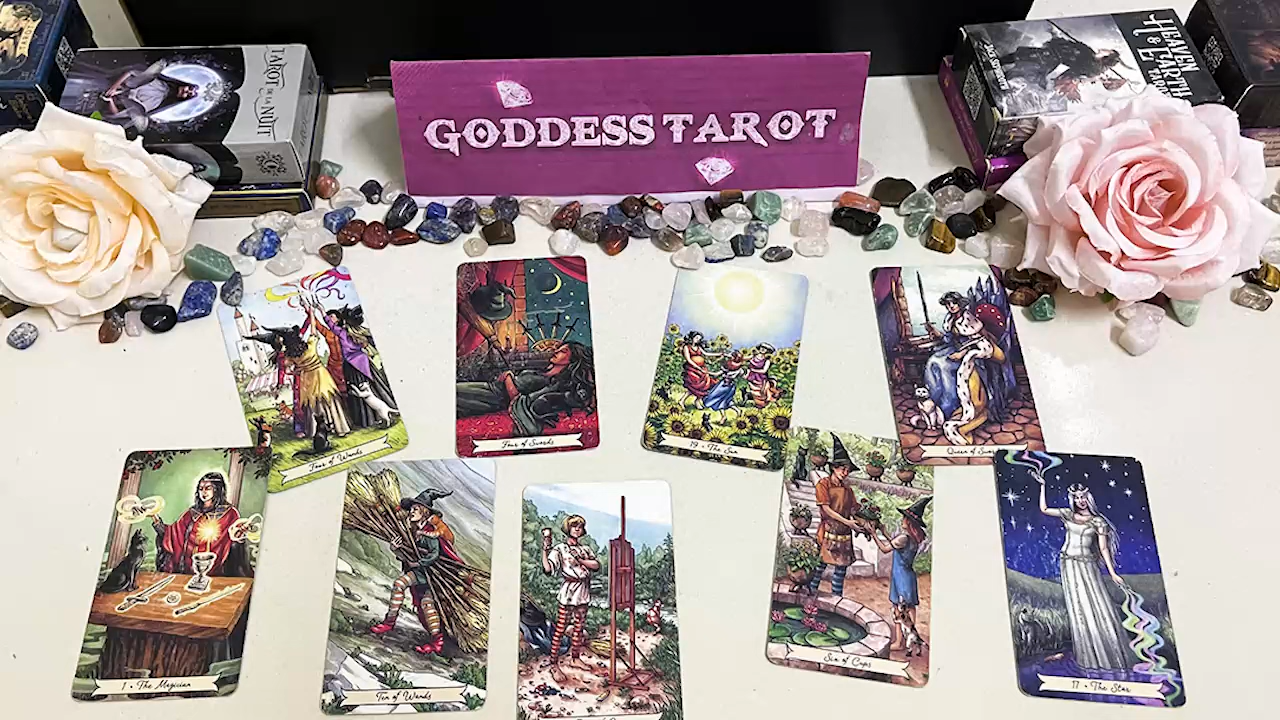 TAROT DE LA NUIT
GODDESS TAROT
HEAVEN & EARTH
Four of Wands
Four of Swords
19 • The Sun
Queen of
1 • The Magician
Ten of Wands
Six of Cups
17 • The Star